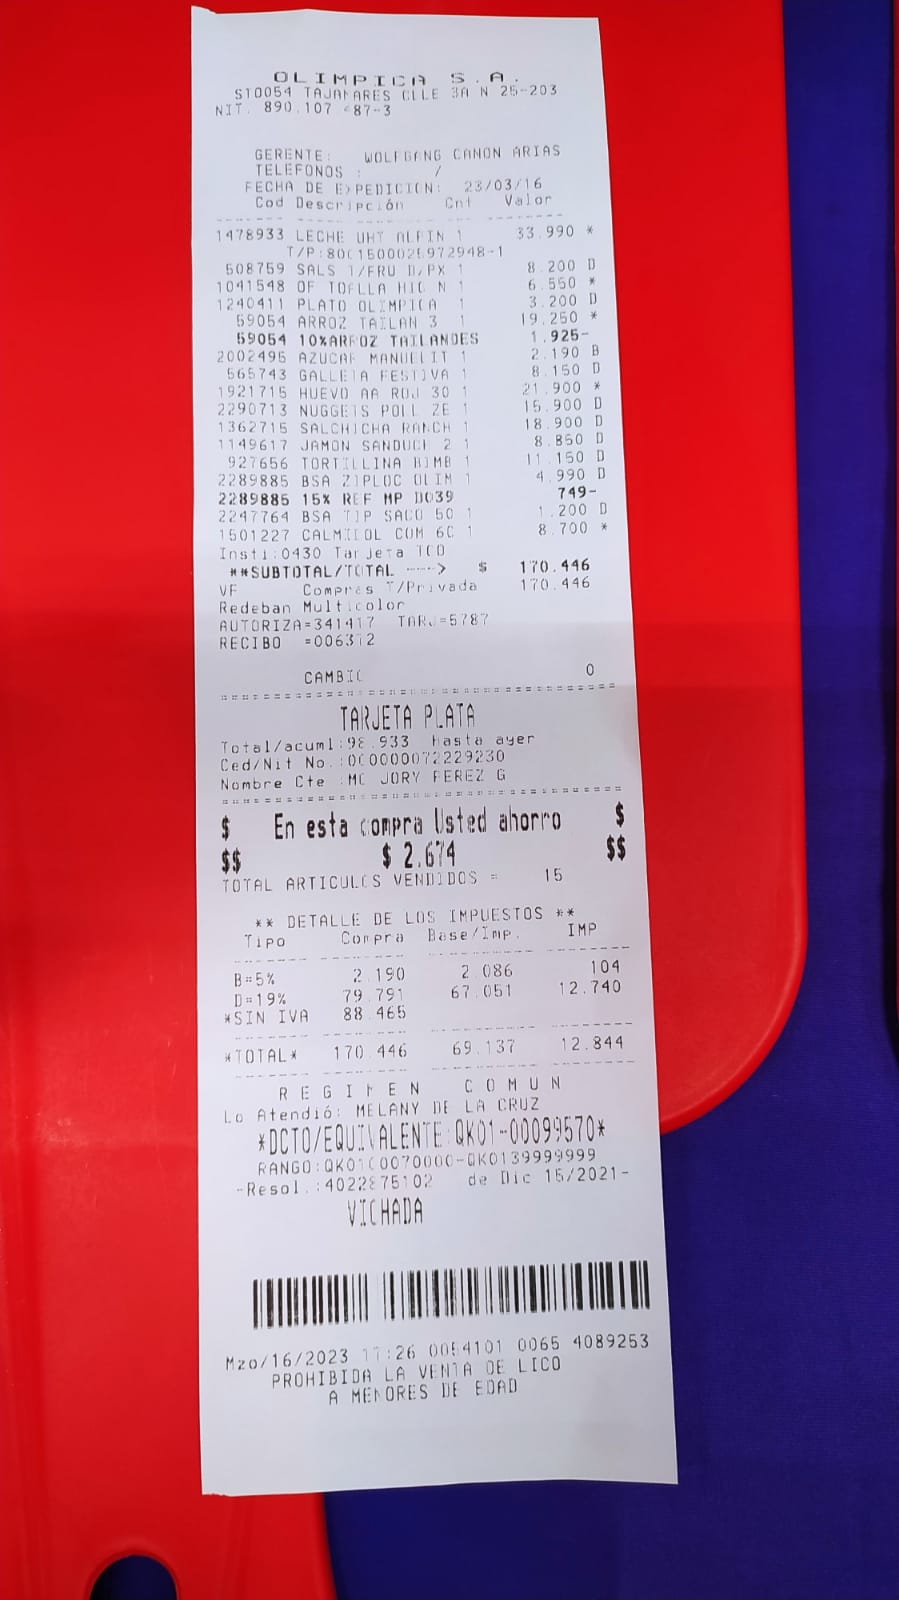 OLIMPICA S.A.
ST0054 TAJAMARES CLLE 3A N 25-203
NIT. 890.107 487-3
GERENTE: WOLFGANG CANON ARIAS
TELEFONOS : /
FECHA DE EXPEDICION: 23/03/16
Cod Descripción Cnt Valor
1478933 LECHE UHT ALPIN 1 33.990 *
T/P:8001500025972948-1
508759 SALS T/FRU D/PX 1 8.200 D
1041548 OF TOALLA HIG N 1 6.550 *
1240411 PLATO OLIMPICA 1 3.200 D
59054 ARROZ TAILAN 3 1 19.250 *
59054 10%ARROZ TAILANDES 1.925-
2002495 AZUCAR MANUELIT 1 2.190 B
565743 GALLETA FESTIVA 1 8.150 D
1921715 HUEVO AA ROJ 30 1 21.900 *
2290713 NUGGETS POLL ZE 1 15.900 D
1362715 SALCHICHA RANCH 1 18.900 D
1149617 JAMON SANDUCH 2 1 8.850 D
927656 TORTILLINA BIMB 1 11.150 D
2289885 BSA ZIPLOC OLIM 1 4.990 D
2289885 15% REF MP D039 749-
2247764 BSA TIP SACO 50 1 1.200 D
1501227 CALMIDOL COM 60 1 8.700 *
Insti:0430 Tarjeta TCO
**SUBTOTAL/TOTAL ----> $ 170.446
VF Compras T/Privada 170.446
Redeban Multicolor
AUTORIZA=341417 TARJ=5787
RECIBO =006312
CAMBIO 0
TARJETA PLATA
Total/acuml:98.933 hasta ayer
Ced/Nit No.:000000072229230
Nombre Cte :MC JORY PEREZ G
$ En esta compra Usted ahorro $
$$ $ 2.674 $$
TOTAL ARTICULOS VENDIDOS = 15
** DETALLE DE LOS IMPUESTOS **
Tipo Compra Base/Imp. IMP
B=5% 2.190 2.086 104
D=19% 79.791 67.051 12.740
*SIN IVA 88.465
*TOTAL* 170.446 69.137 12.844
REGIMEN COMUN
Lo Atendió: MELANY DE LA CRUZ
*DCTO/EQUIVALENTE:QK01-00099570*
RANGO:QK0100070000-QK0139999999
-Resol.:4022875102 de Dic 15/2021-
VICHADA
Mzo/16/2023 17:26 0054101 0065 4089253
PROHIBIDA LA VENTA DE LICO
A MENORES DE EDAD